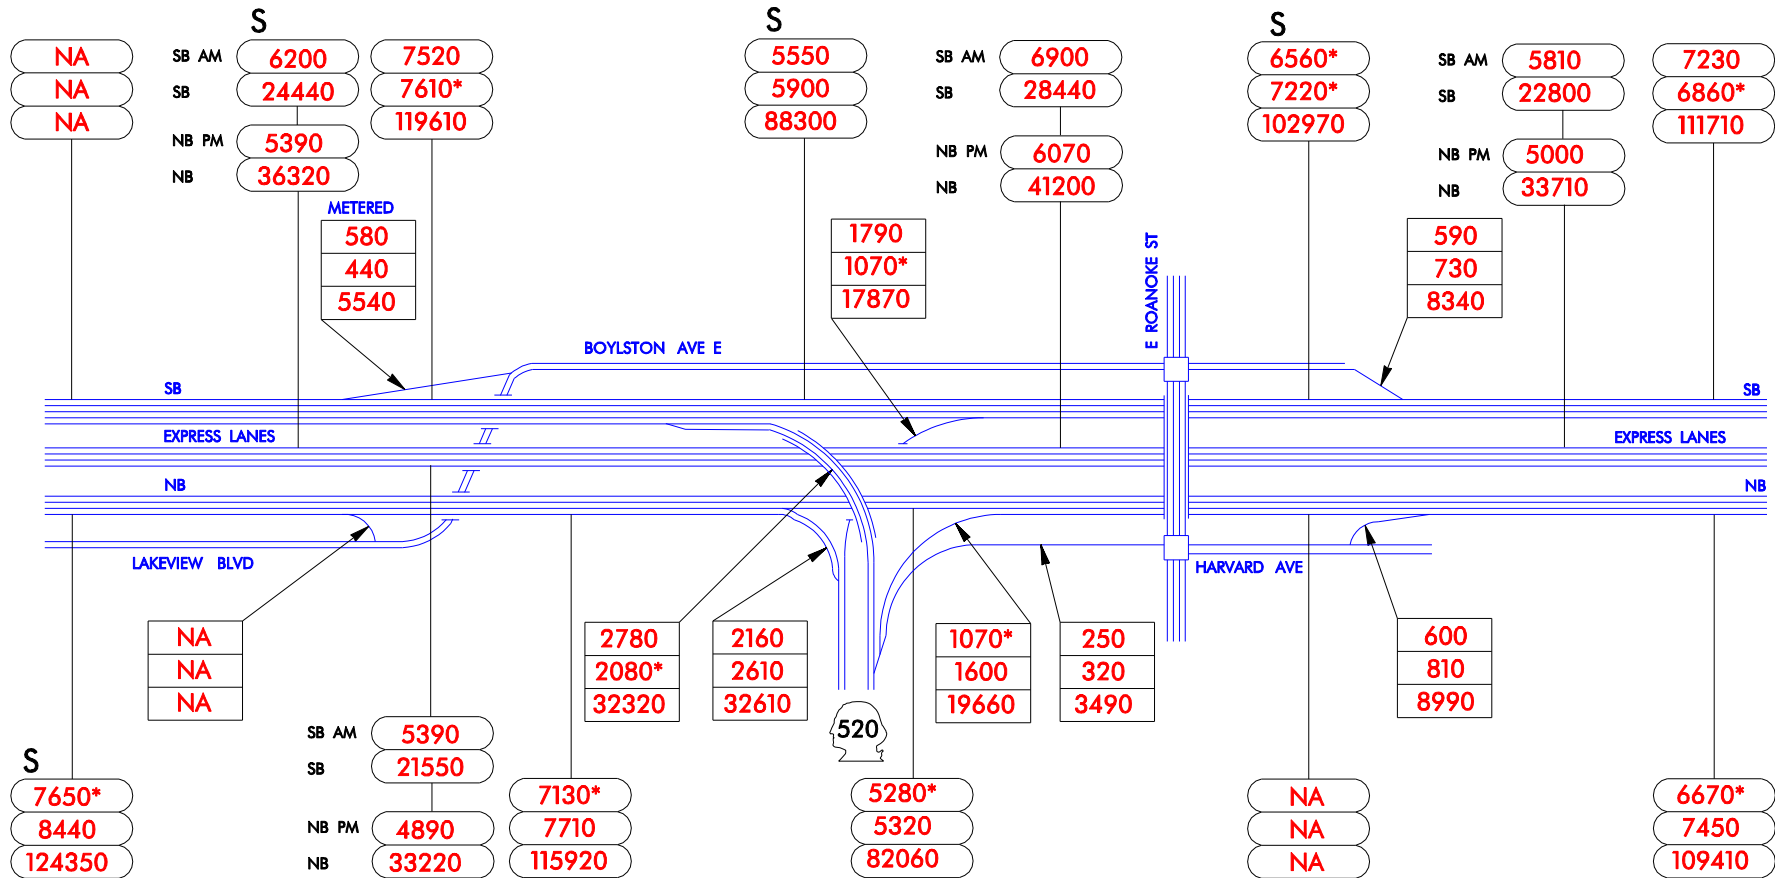 S
NA
NA
NA
SB AM 6200
SB 24440
NB PM 5390
NB 36320
7520
7610*
119610
S
5550
5900
88300
SB AM 6900
SB 28440
NB PM 6070
NB 41200
S
6560*
7220*
102970
SB AM 5810
SB 22800
NB PM 5000
NB 33710
7230
6860*
111710
METERED
580
440
5540
1790
1070*
17870
E ROANOKE ST
590
730
8340
BOYLSTON AVE E
SB
SB
EXPRESS LANES
EXPRESS LANES
NB
NB
LAKEVIEW BLVD
HARVARD AVE
NA
NA
NA
2780
2080*
32320
2160
2610
32610
1070*
1600
19660
250
320
3490
600
810
8990
520
S
7650*
8440
124350
SB AM 5390
SB 21550
NB PM 4890
NB 33220
7130*
7710
115920
5280*
5320
82060
NA
NA
NA
6670*
7450
109410